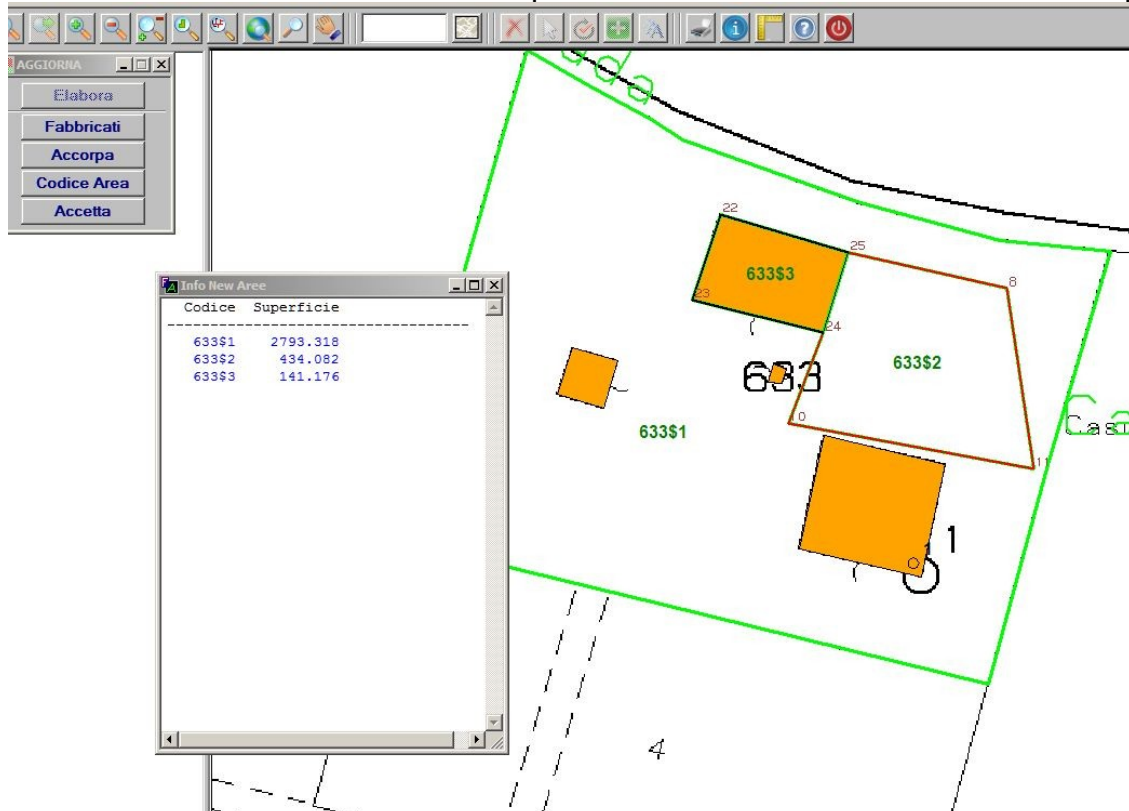 AGGIORNA
Elabora
Fabbricati
Accorpa
Codice Area
Accetta
Info New Aree
Codice Superficie
633$1 2793.318
633$2 434.082
633$3 141.176
22
25
8
633$3
23
24
633
633$2
10
633$1
11
1
4